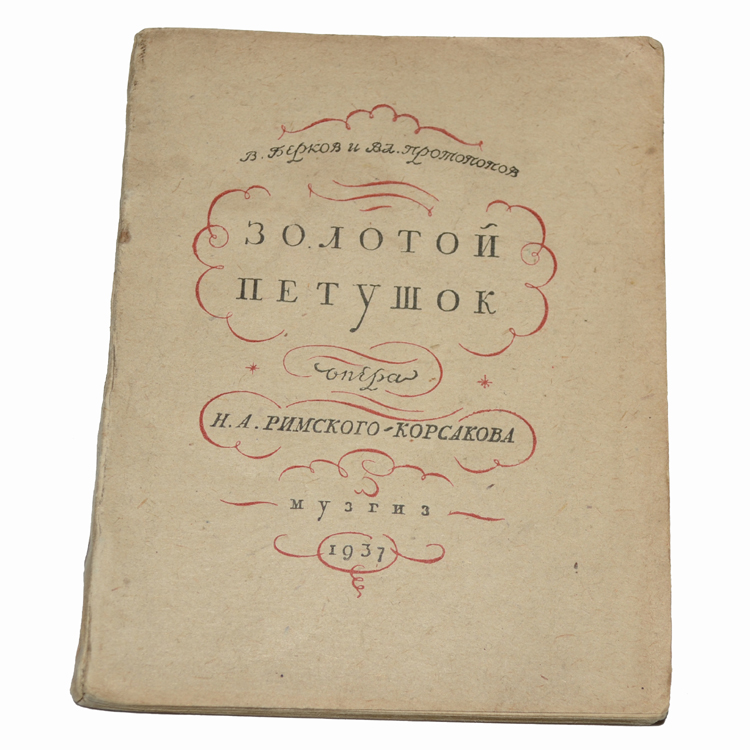 В. Берков и Вл. Протопопов
ЗОЛОТОЙ
ПЕТУШОК
опера
Н. А. РИМСКОГО-КОРСАКОВА
музгиз
1937